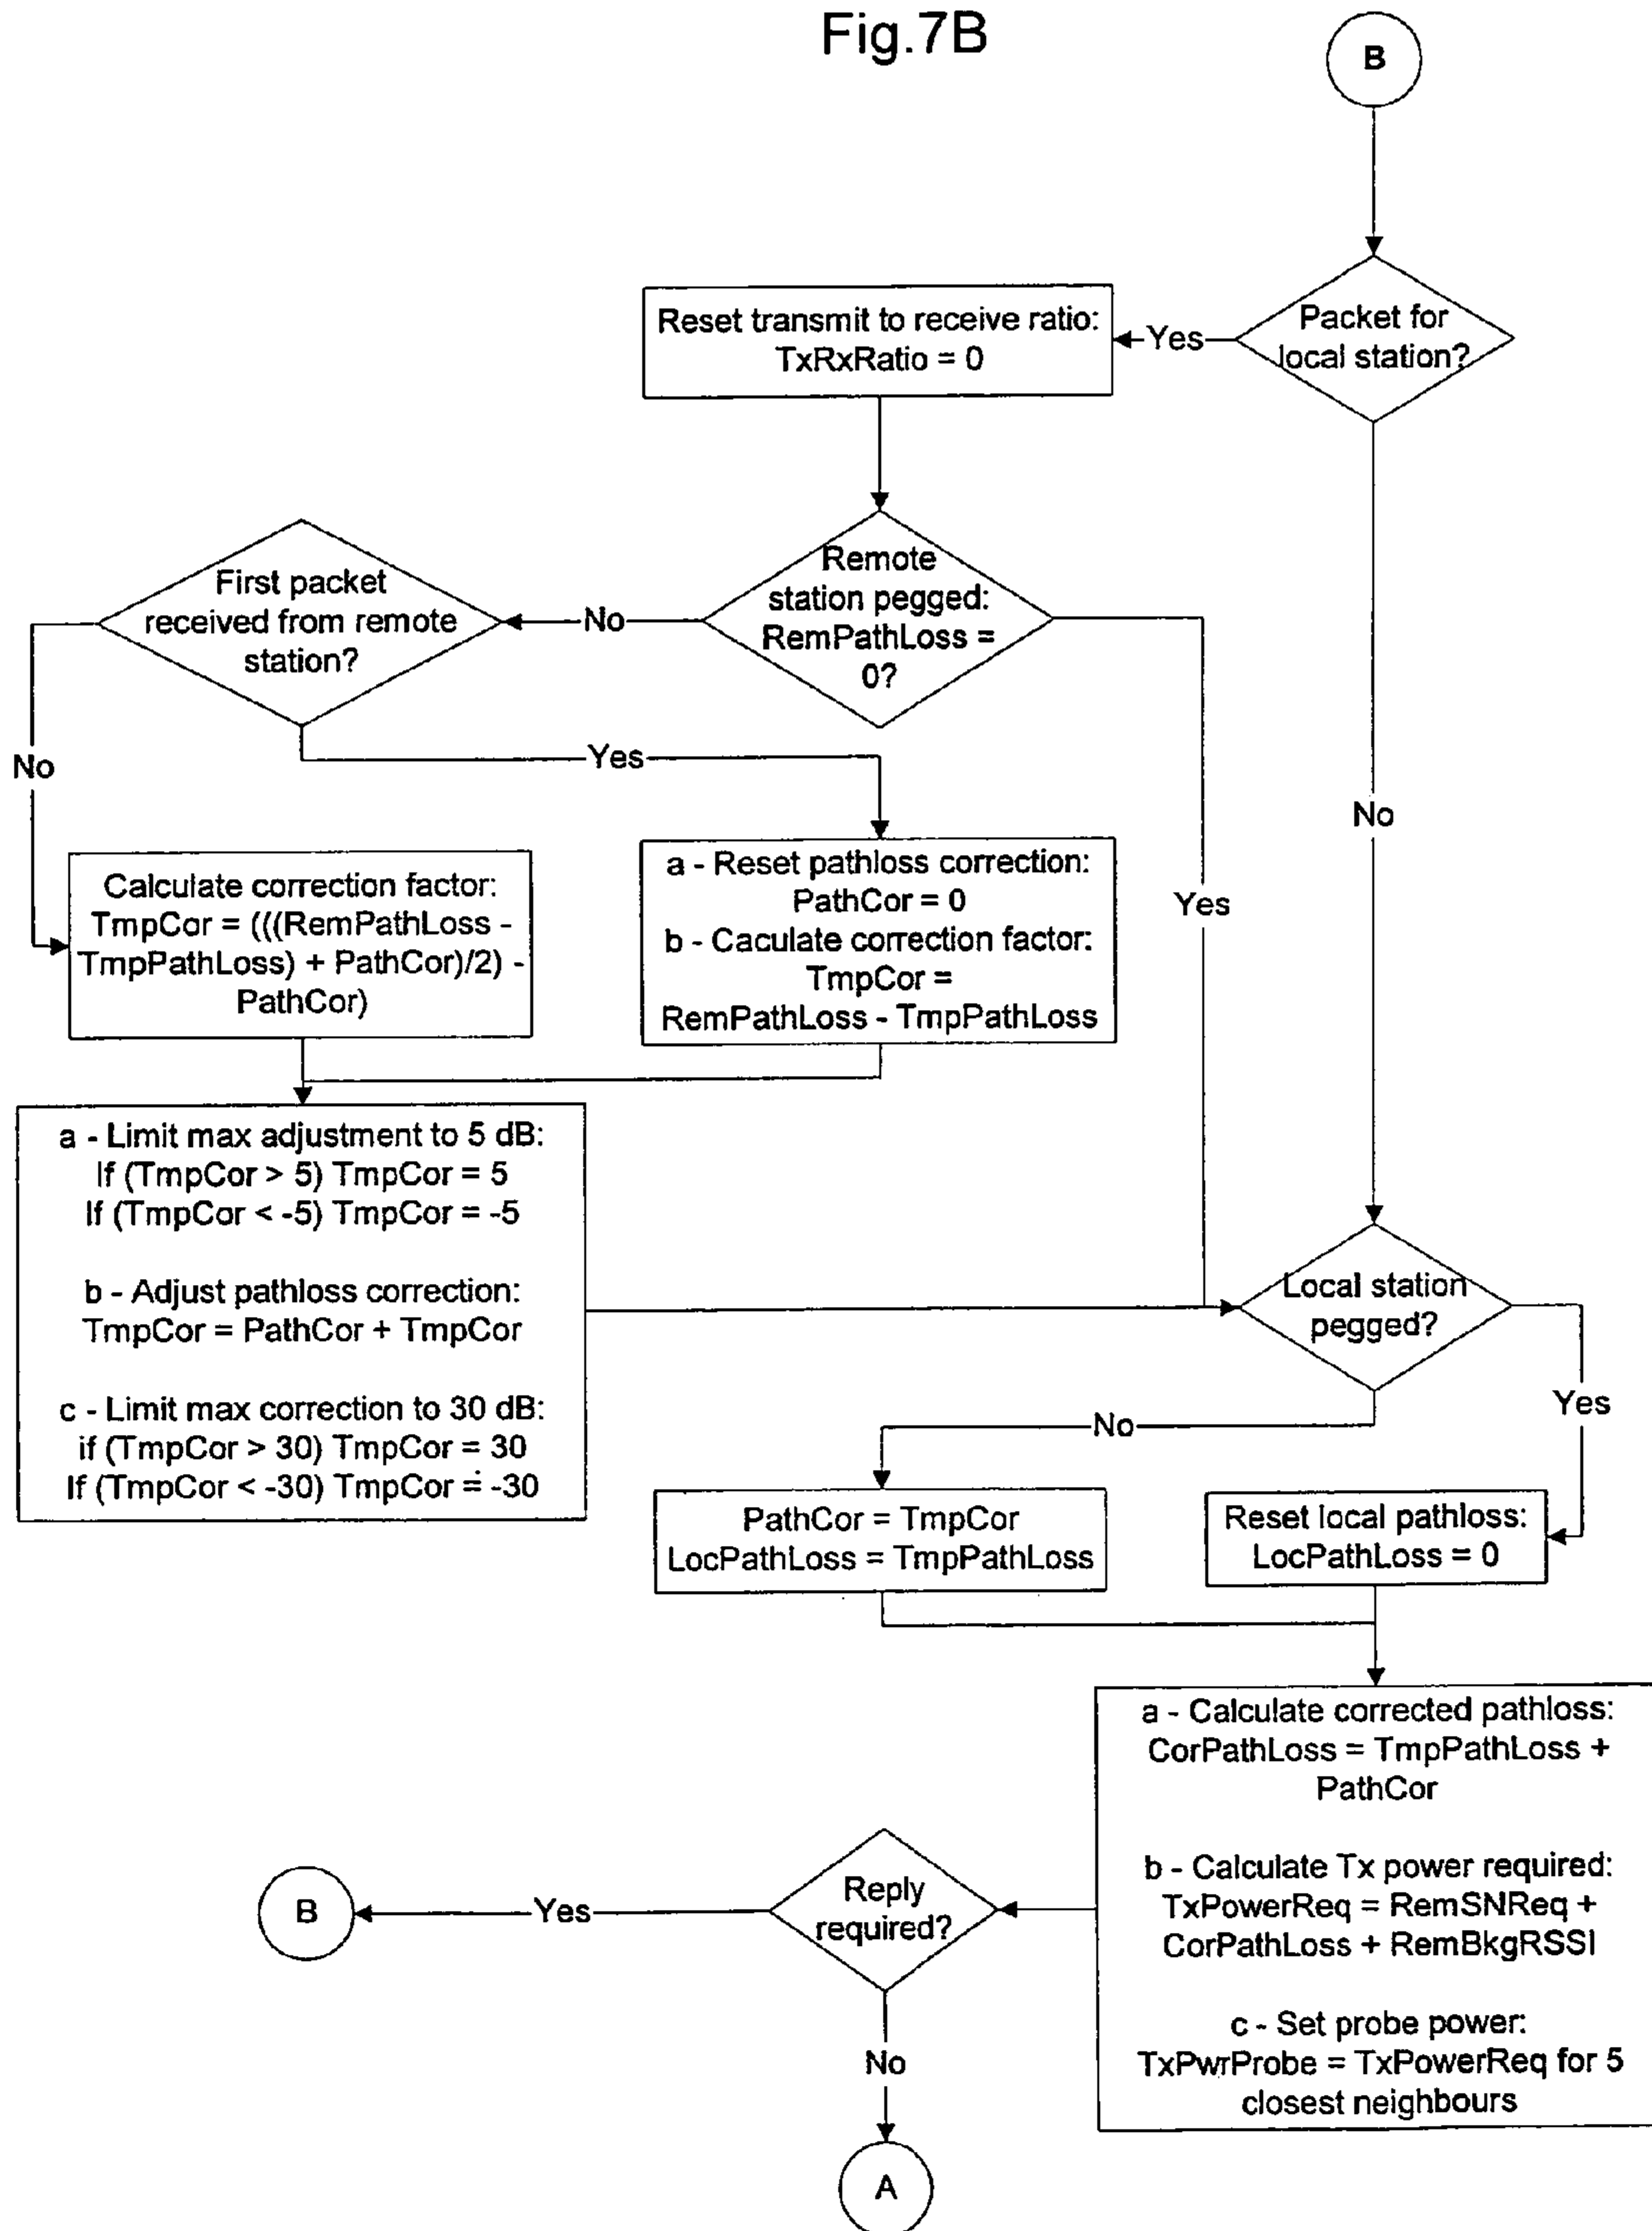 Fig.7B
B
Packet for
local station?
Yes
Reset transmit to receive ratio:
TxRxRatio = 0
No
Remote
station pegged:
RemPathLoss =
0?
No
Yes
First packet
received from remote
station?
No
Yes
Calculate correction factor:
TmpCor = (((RemPathLoss -
TmpPathLoss) + PathCor)/2) -
PathCor)
a - Reset pathloss correction:
PathCor = 0
b - Caculate correction factor:
TmpCor =
RemPathLoss - TmpPathLoss
a - Limit max adjustment to 5 dB:
If (TmpCor > 5) TmpCor = 5
If (TmpCor < -5) TmpCor = -5
b - Adjust pathloss correction:
TmpCor = PathCor + TmpCor
c - Limit max correction to 30 dB:
if (TmpCor > 30) TmpCor = 30
If (TmpCor < -30) TmpCor = -30
Local station
pegged?
No
Yes
PathCor = TmpCor
LocPathLoss = TmpPathLoss
Reset local pathloss:
LocPathLoss = 0
a - Calculate corrected pathloss:
CorPathLoss = TmpPathLoss +
PathCor
b - Calculate Tx power required:
TxPowerReq = RemSNReq +
CorPathLoss + RemBkgRSSI
c - Set probe power:
TxPwrProbe = TxPowerReq for 5
closest neighbours
Reply
required?
Yes
B
No
A